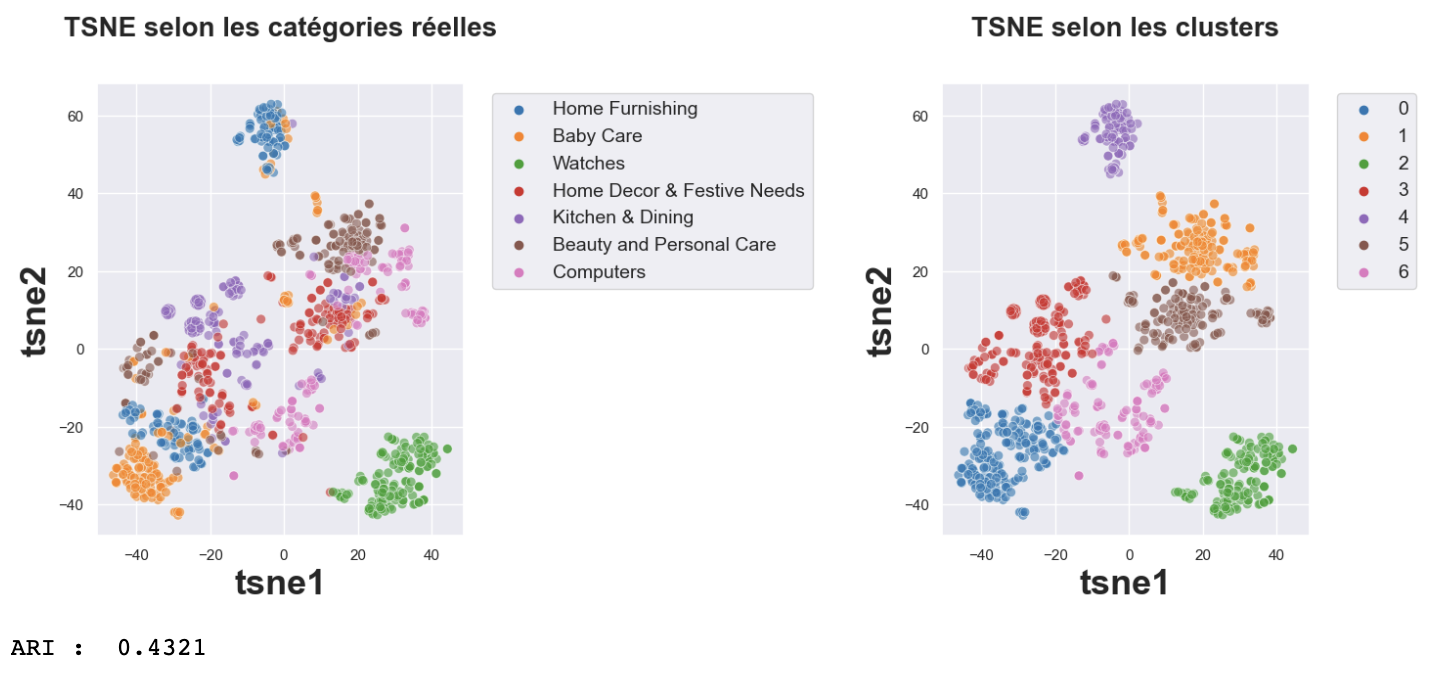 TSNE selon les catégories réelles
60
40
20
0
−20
−40
−40
−20
0
20
40
tsne2
tsne1
Home Furnishing
Baby Care
Watches
Home Decor & Festive Needs
Kitchen & Dining
Beauty and Personal Care
Computers
TSNE selon les clusters
60
40
20
0
−20
−40
−40
−20
0
20
40
tsne2
tsne1
0
1
2
3
4
5
6
ARI :  0.4321